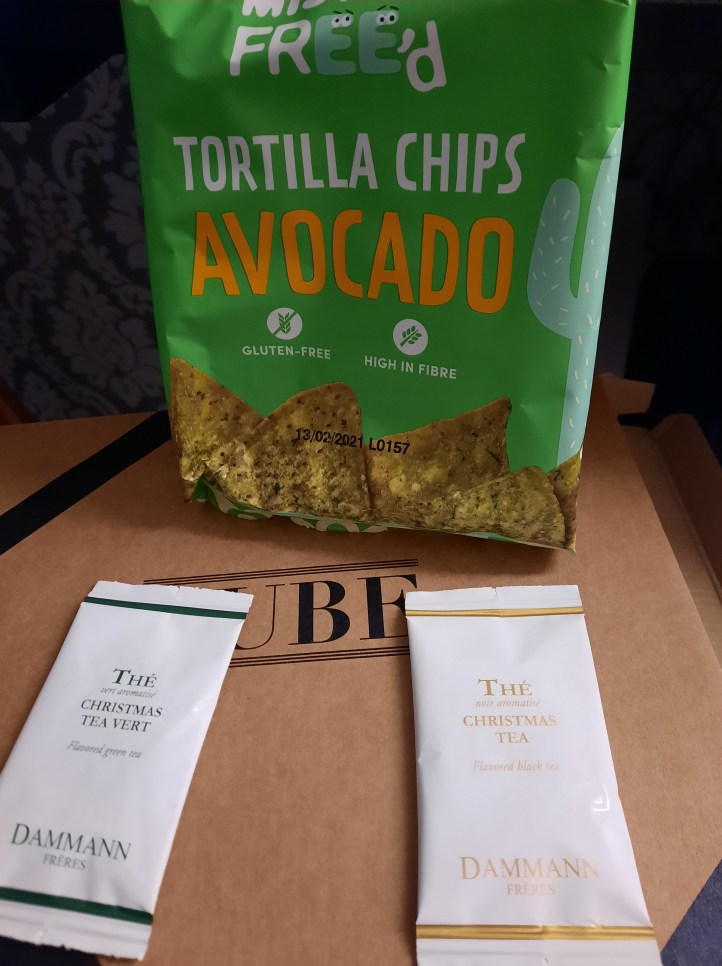 FREE'd
TORTILLA CHIPS
AVOCADO
GLUTEN-FREE
HIGH IN FIBRE
13/02/2021 L0157
THÉ
vert aromatisé
CHRISTMAS
TEA VERT
Flavored green tea
DAMMANN
FRÈRES
THÉ
noir aromatisé
CHRISTMAS
TEA
Flavored black tea
DAMMANN
FRÈRES